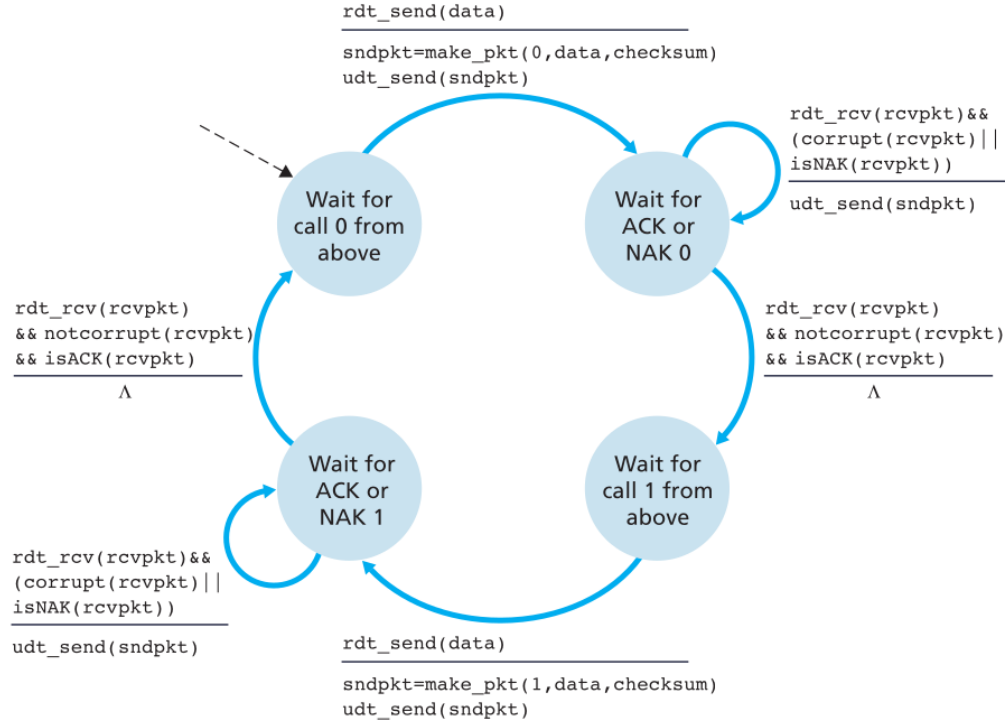 rdt_send(data)
sndpkt=make_pkt(0,data,checksum)
udt_send(sndpkt)
rdt_rcv(rcvpkt)&&
(corrupt(rcvpkt)||
isNAK(rcvpkt))
udt_send(sndpkt)
Wait for
call 0 from
above
Wait for
ACK or
NAK 0
rdt_rcv(rcvpkt)
&& notcorrupt(rcvpkt)
&& isACK(rcvpkt)
Λ
rdt_rcv(rcvpkt)
&& notcorrupt(rcvpkt)
&& isACK(rcvpkt)
Λ
Wait for
ACK or
NAK 1
Wait for
call 1 from
above
rdt_rcv(rcvpkt)&&
(corrupt(rcvpkt)||
isNAK(rcvpkt))
udt_send(sndpkt)
rdt_send(data)
sndpkt=make_pkt(1,data,checksum)
udt_send(sndpkt)